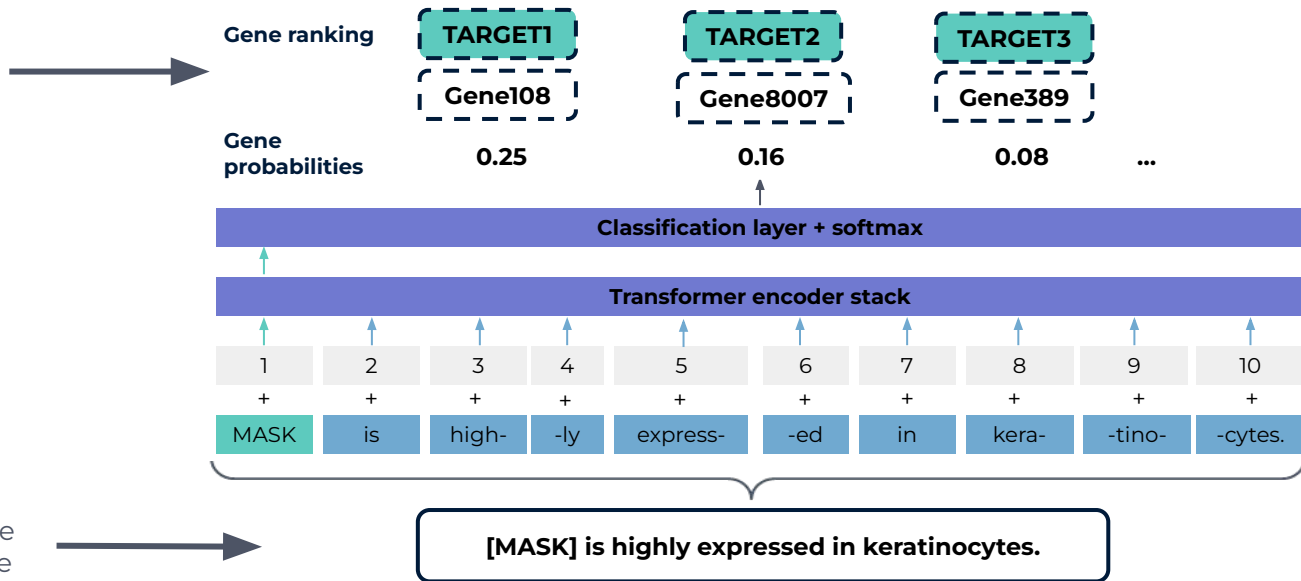 Gene ranking TARGET1 TARGET2 TARGET3
Gene108 Gene8007 Gene389
Gene
probabilities 0.25 0.16 0.08 ...
Classification layer + softmax
Transformer encoder stack
1 2 3 4 5 6 7 8 9 10
+ + + + + + + + + +
MASK is high- -ly express- -ed in kera- -tino- -cytes.
[MASK] is highly expressed in keratinocytes.